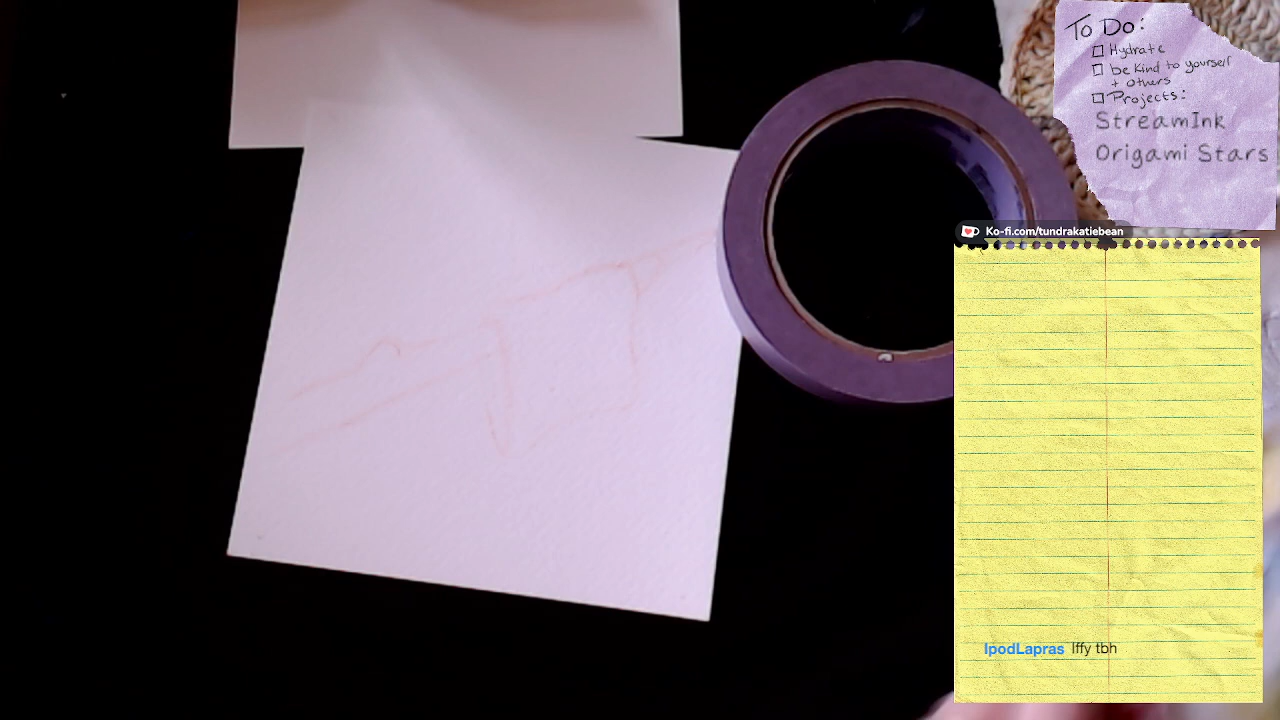 To Do:
Hydrate
be Kind to yourself
+ others
Projects:
StreamInk
Origami Stars
Ko-fi.com/tundrakatiebean
IpodLapras Iffy tbh